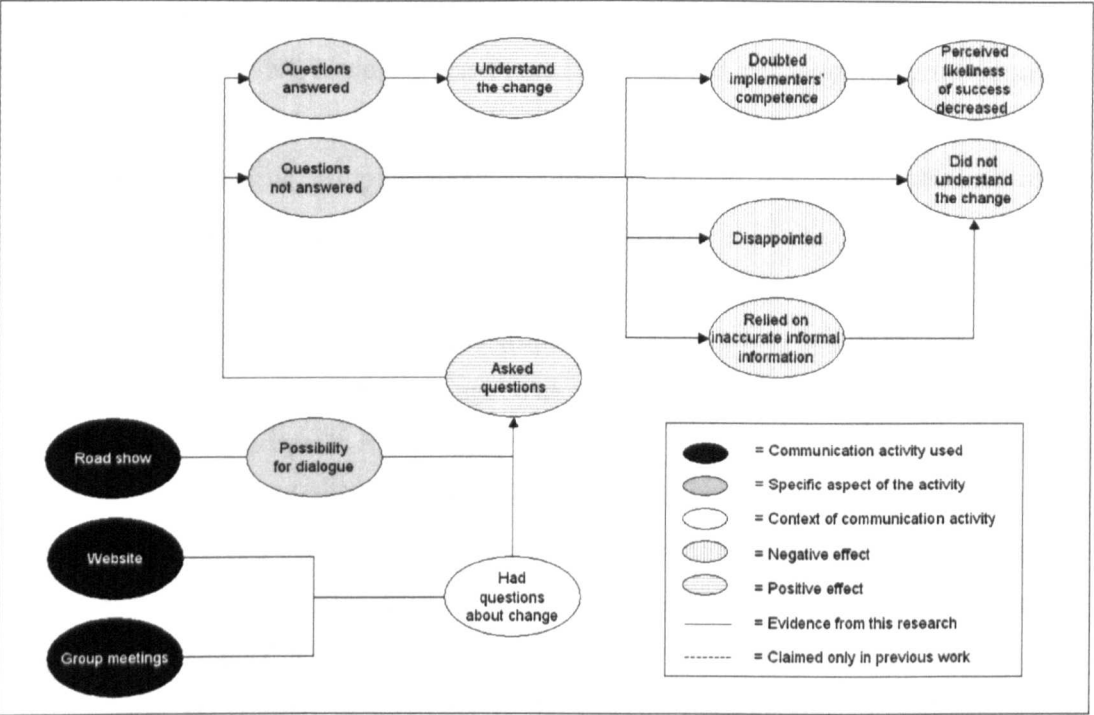 Questions
answered
Understand
the change
Doubted
implementers'
competence
Perceived
likeliness
of success
decreased
Questions
not answered
Did not
understand
the change
Disappointed
Relied on
inaccurate informal
information
Asked
questions
Road show
Possibility
for dialogue
Website
Had
questions
about change
Group meetings
= Communication activity used
= Specific aspect of the activity
= Context of communication activity
= Negative effect
= Positive effect
= Evidence from this research
= Claimed only in previous work